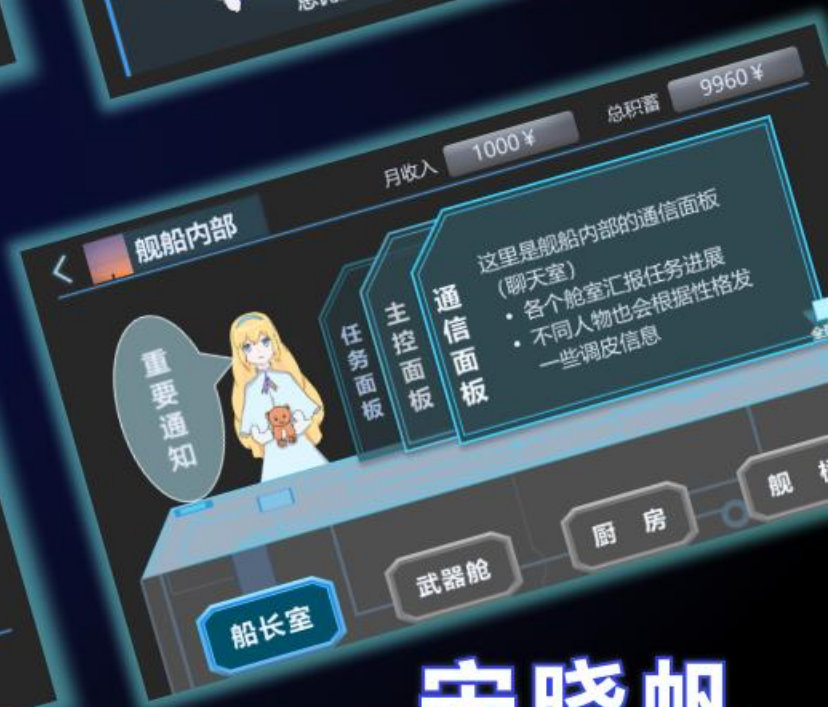 月收入 1000¥ 总积蓄 9960¥
舰船内部
重要通知
任务面板
主控面板
通信面板
这里是舰船内部的通信面板
（聊天室）
• 各个舱室汇报任务进展
• 不同人物也会根据性格发
一些调皮信息
船长室
武器舱
厨房
舰